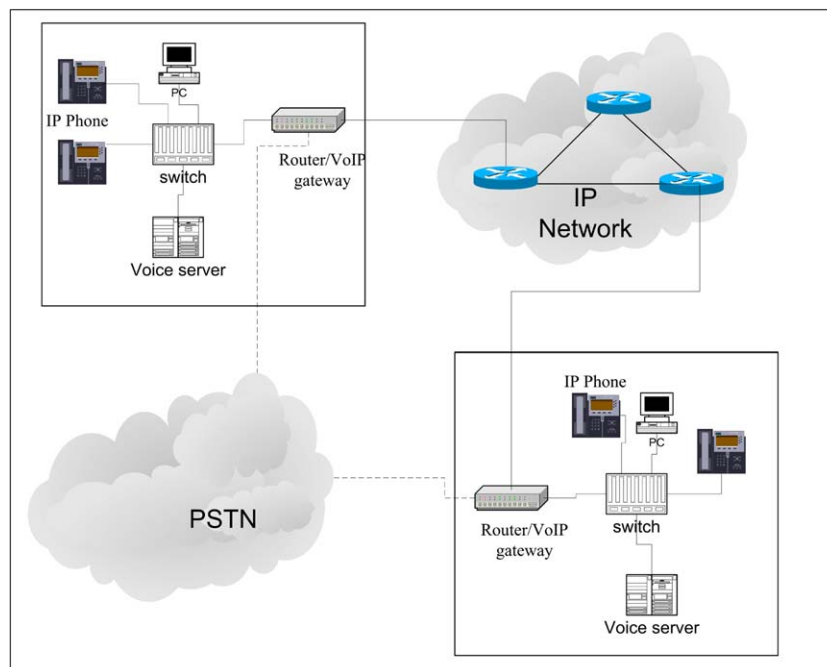 PC
IP Phone
switch
Router/VoIP
gateway
Voice server
IP
Network
PSTN
IP Phone
PC
switch
Router/VoIP
gateway
Voice server